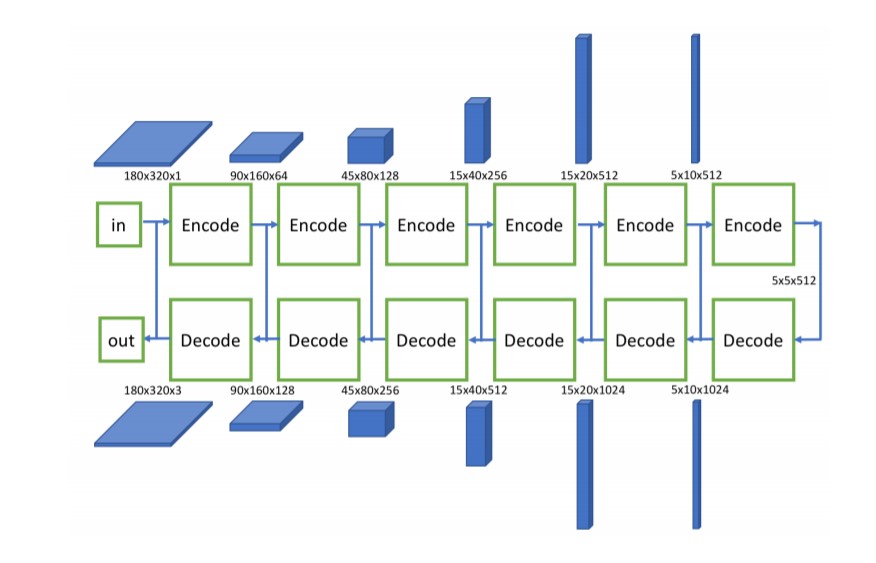 180x320x1 90x160x64 45x80x128 15x40x256 15x20x512 5x10x512
in Encode Encode Encode Encode Encode Encode
5x5x512
out Decode Decode Decode Decode Decode Decode
180x320x3 90x160x128 45x80x256 15x40x512 15x20x1024 5x10x1024